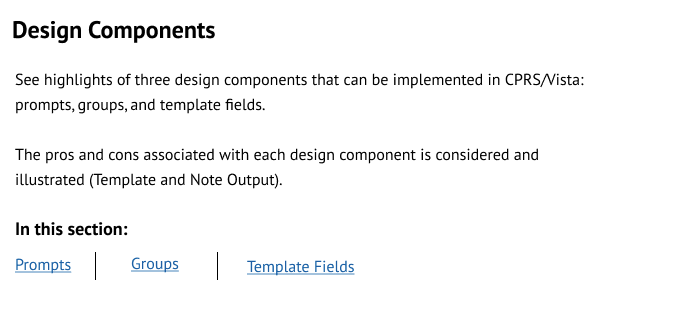 Design Components
See highlights of three design components that can be implemented in CPRS/Vista:
prompts, groups, and template fields.
The pros and cons associated with each design component is considered and
illustrated (Template and Note Output).
In this section:
Prompts Groups Template Fields